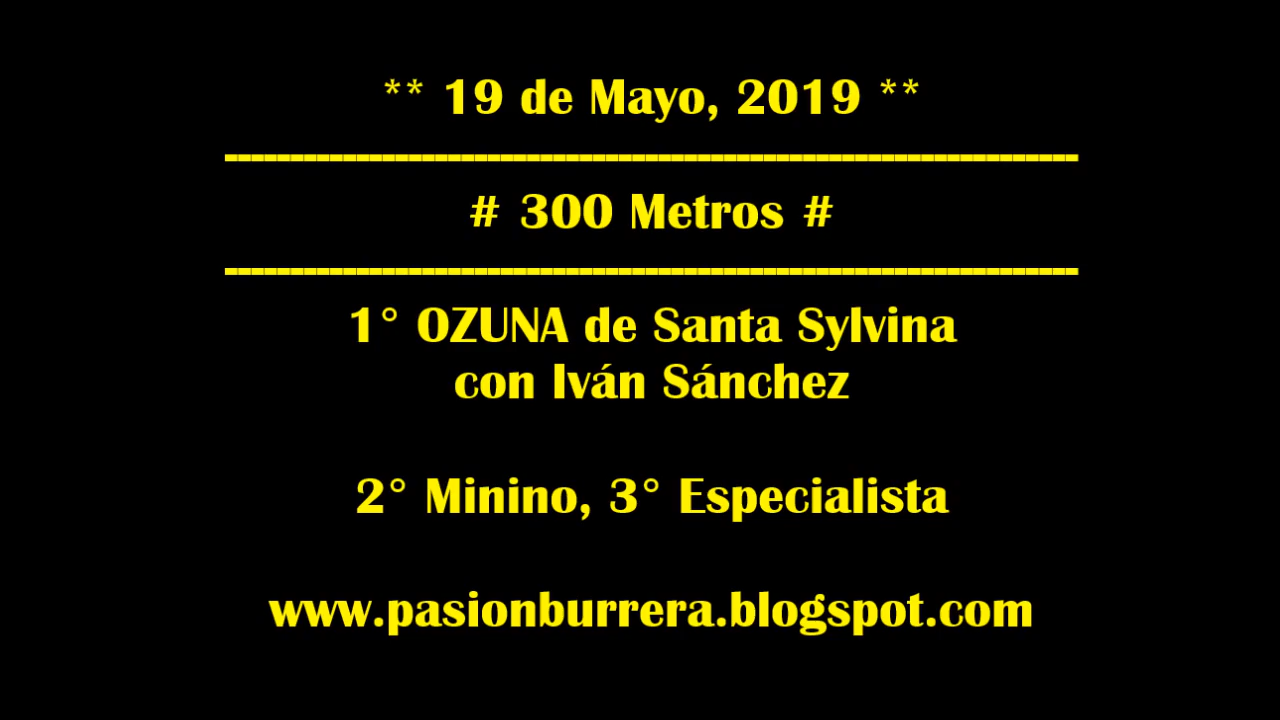 ** 19 de Mayo, 2019 **
-----------------------------------------------------------------
# 300 Metros #
-----------------------------------------------------------------
1° OZUNA de Santa Sylvina
con Iván Sánchez
2° Minino, 3° Especialista
www.pasionburrera.blogspot.com